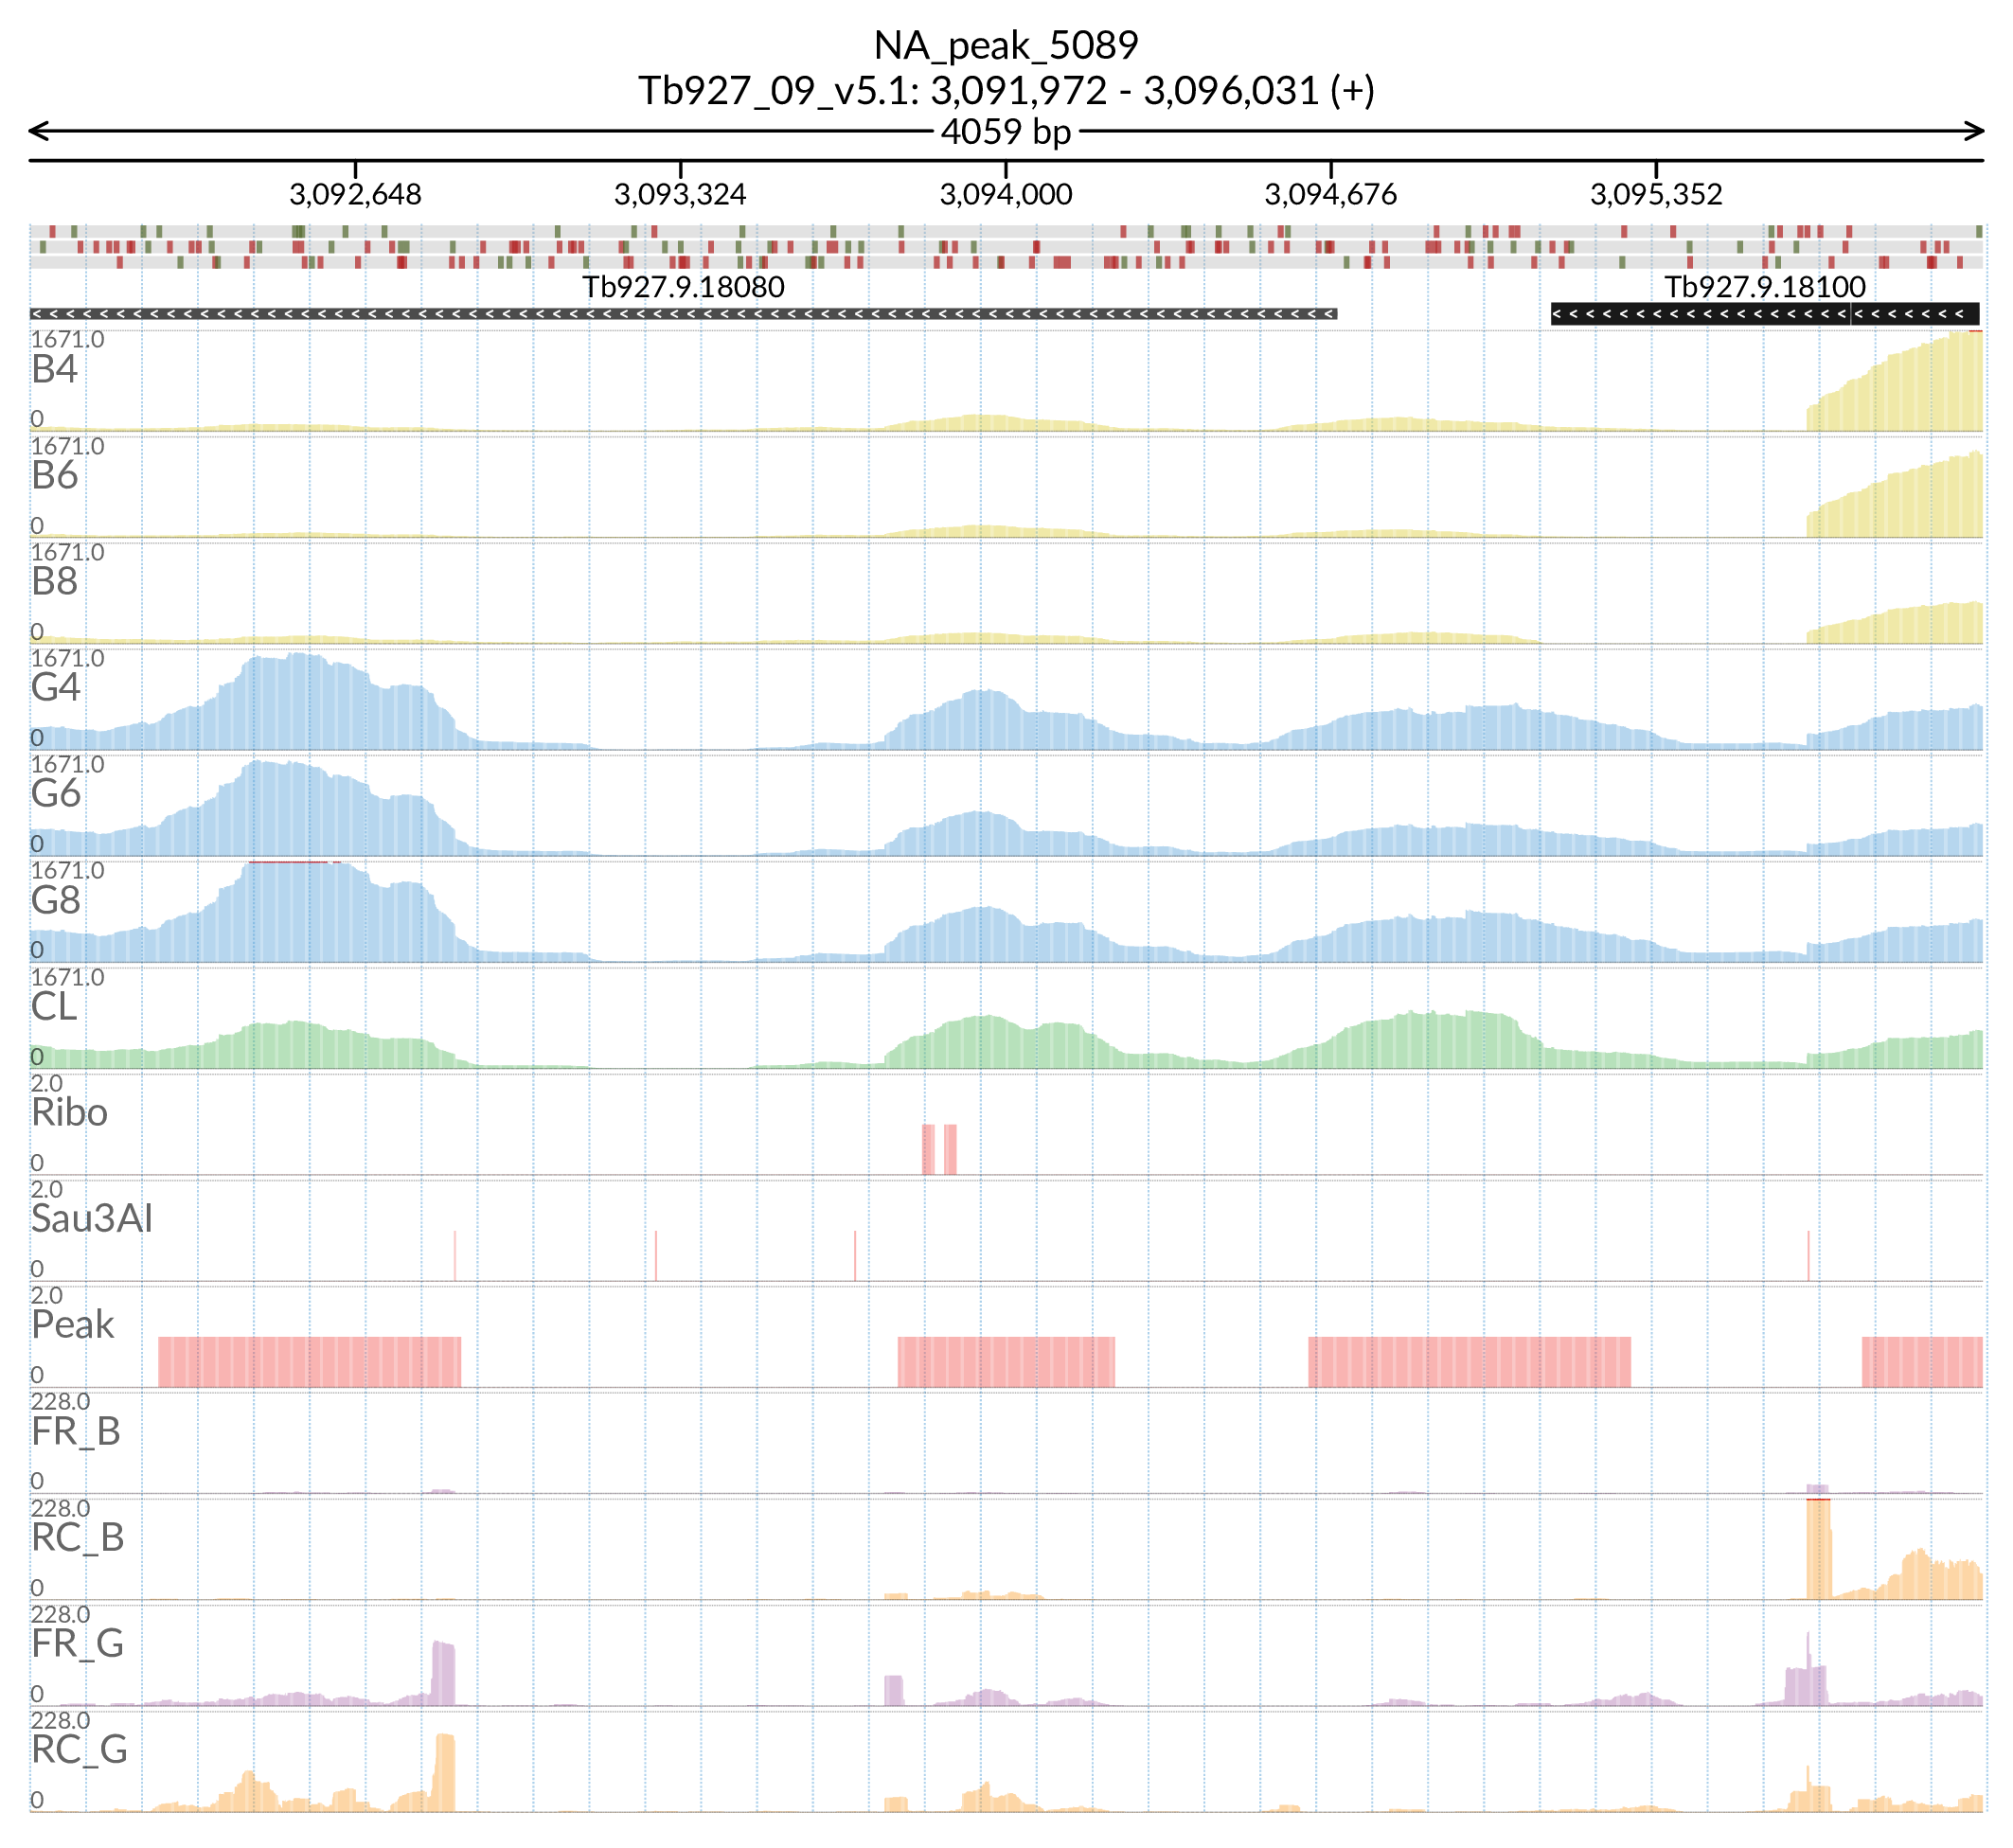 NA_peak_5089
Tb927_09_v5.1: 3,091,972 - 3,096,031 (+)
4059 bp
3,092,648 3,093,324 3,094,000 3,094,676 3,095,352
Tb927.9.18080 Tb927.9.18100
1671.0
B4
0
1671.0
B6
0
1671.0
B8
0
1671.0
G4
0
1671.0
G6
0
1671.0
G8
0
1671.0
CL
0
2.0
Ribo
0
2.0
Sau3AI
0
2.0
Peak
0
228.0
FR_B
0
228.0
RC_B
0
228.0
FR_G
0
228.0
RC_G
0